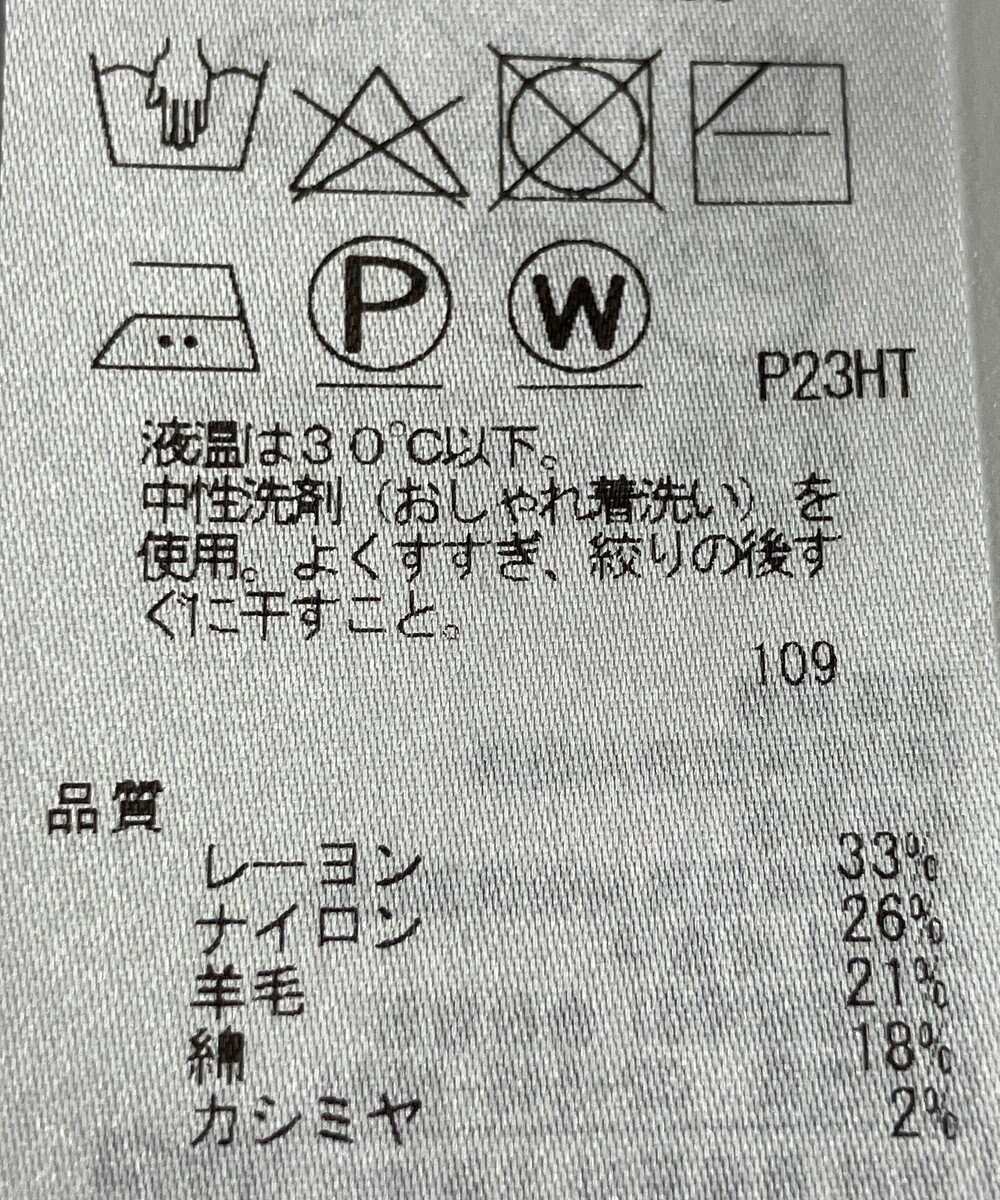 P
W
P23HT
液温は30℃以下。
中性洗剤（おしゃれ着洗い）を
使用。よくすすぎ、絞りの後す
ぐに干すこと。
109
品質
レーヨン 33%
ナイロン 26%
羊毛 21%
綿 18%
カシミヤ 2%